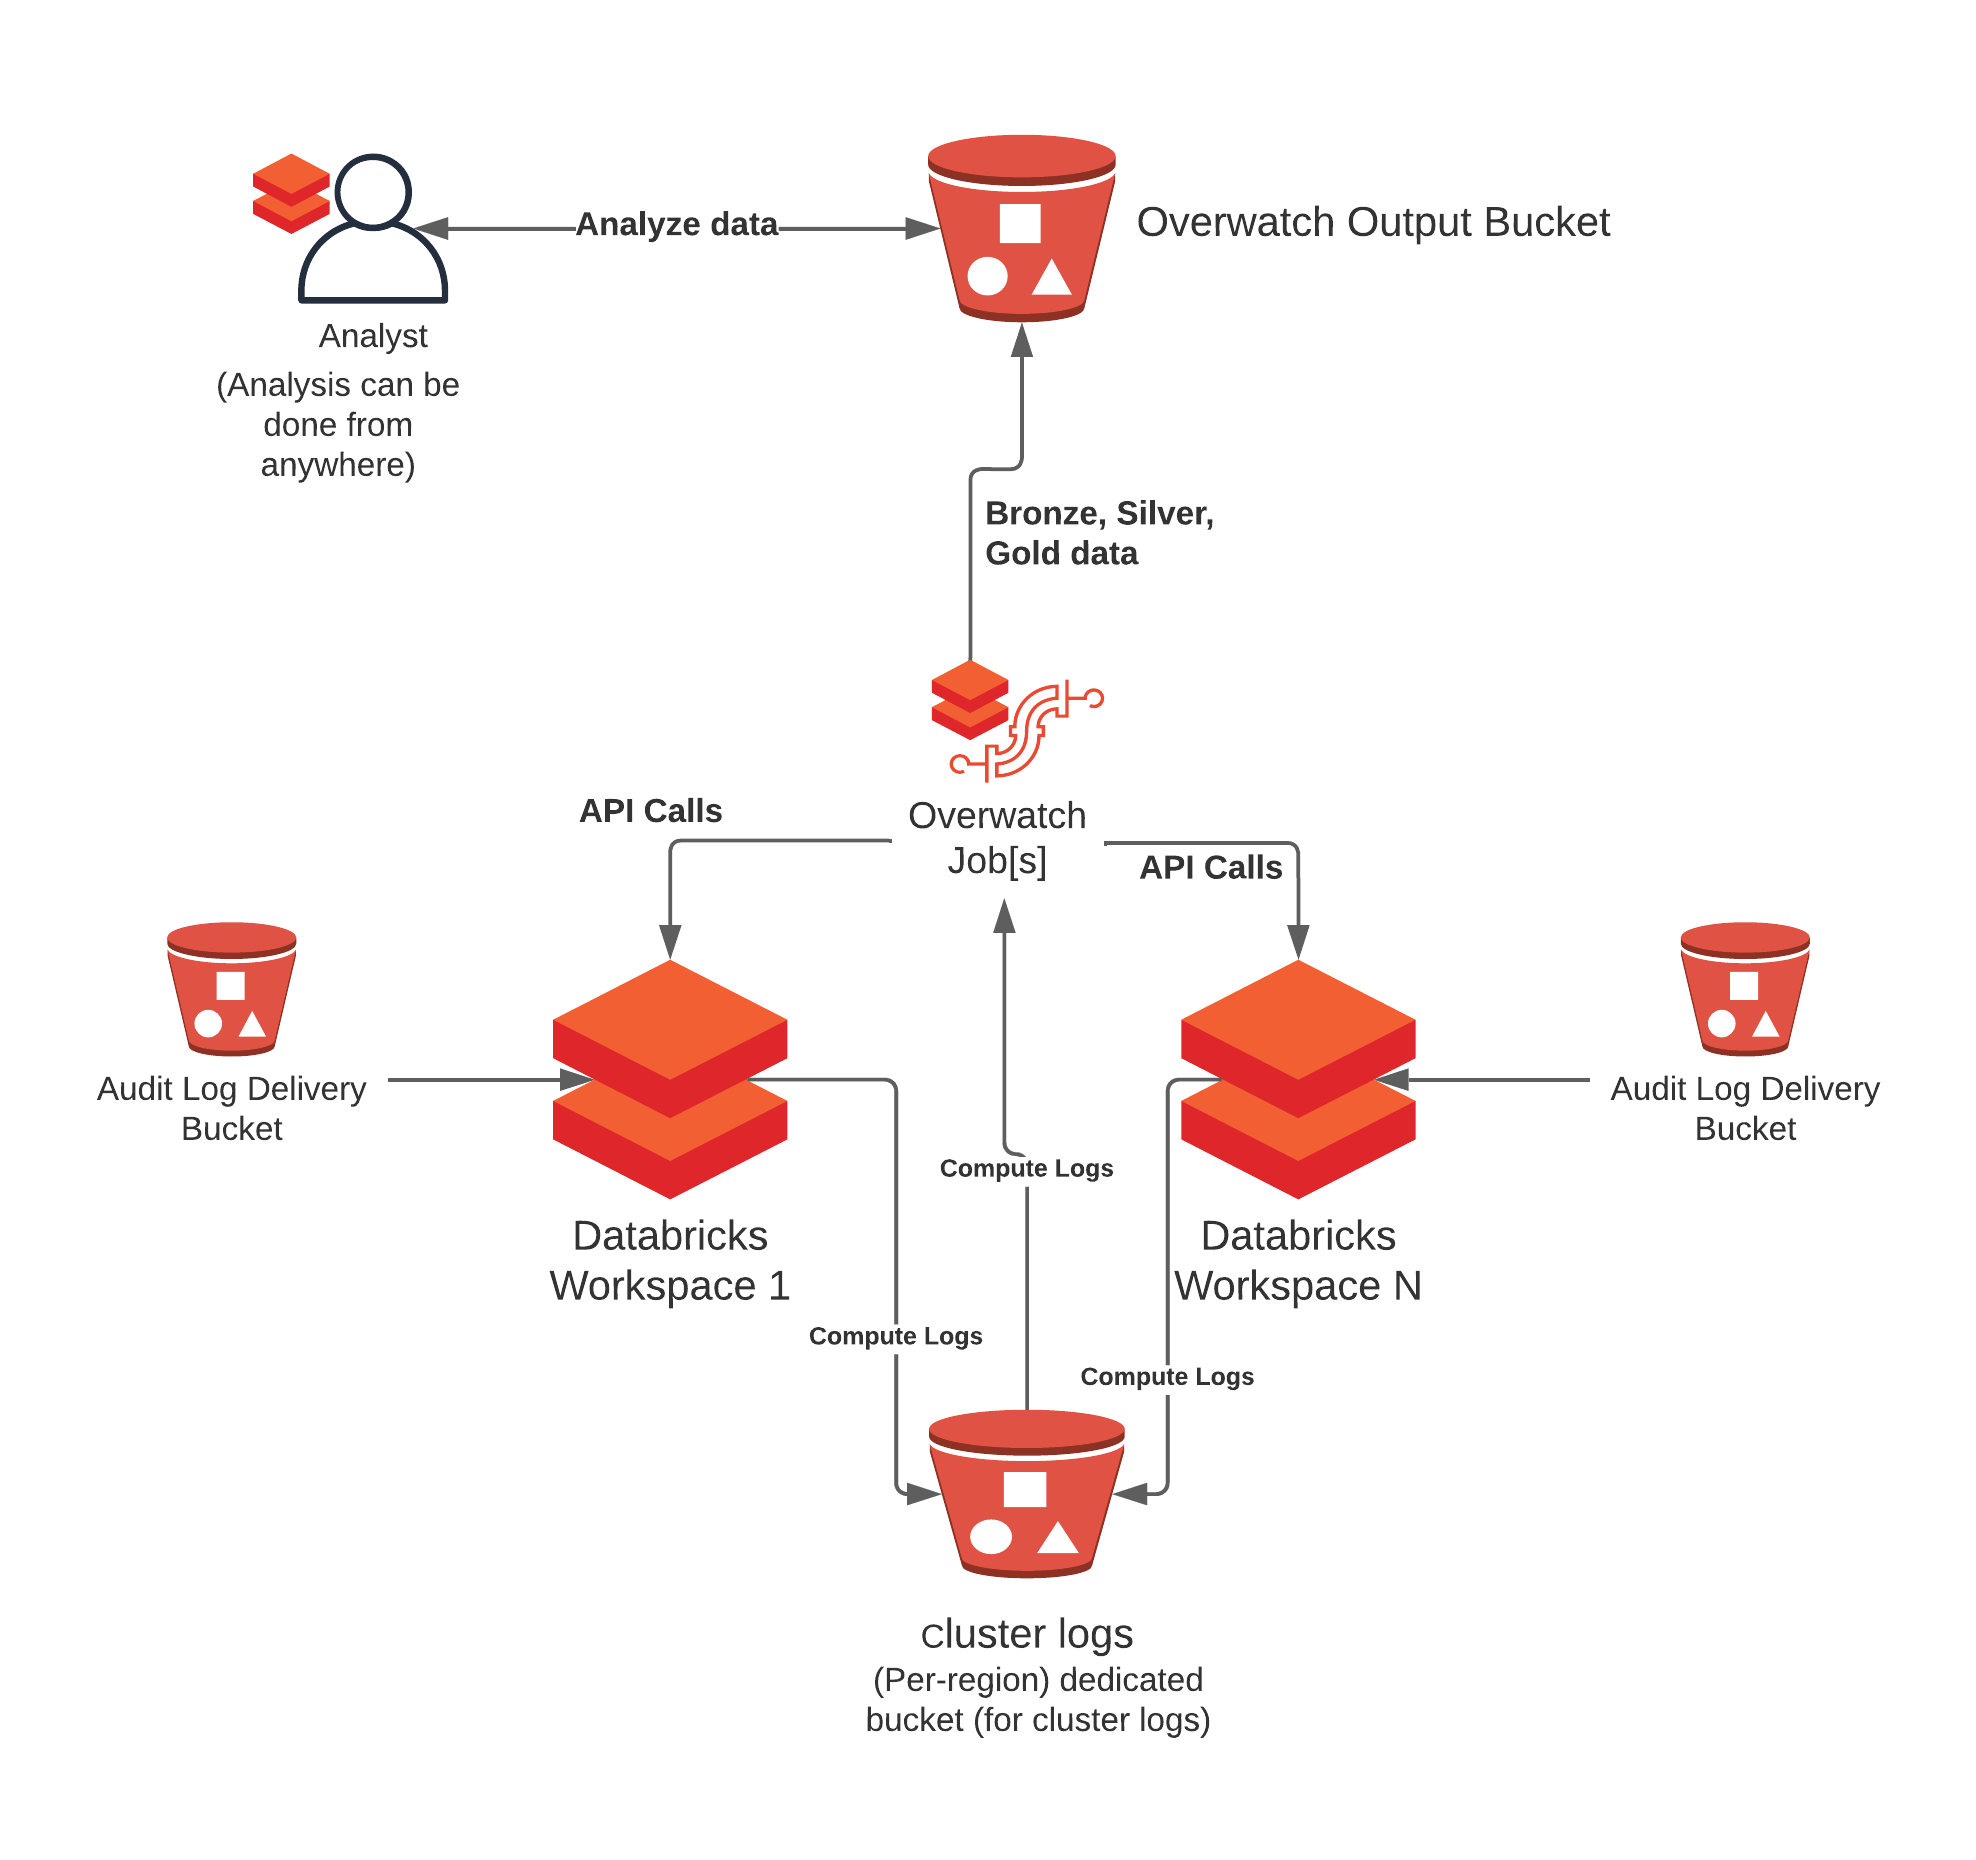 Analyze data
Overwatch Output Bucket
Analyst
(Analysis can be
done from
anywhere)
Bronze, Silver,
Gold data
API Calls
Overwatch
Job[s]
API Calls
Audit Log Delivery
Bucket
Audit Log Delivery
Bucket
Compute Logs
Databricks
Workspace 1
Databricks
Workspace N
Compute Logs
Compute Logs
Cluster logs
(Per-region) dedicated
bucket (for cluster logs)